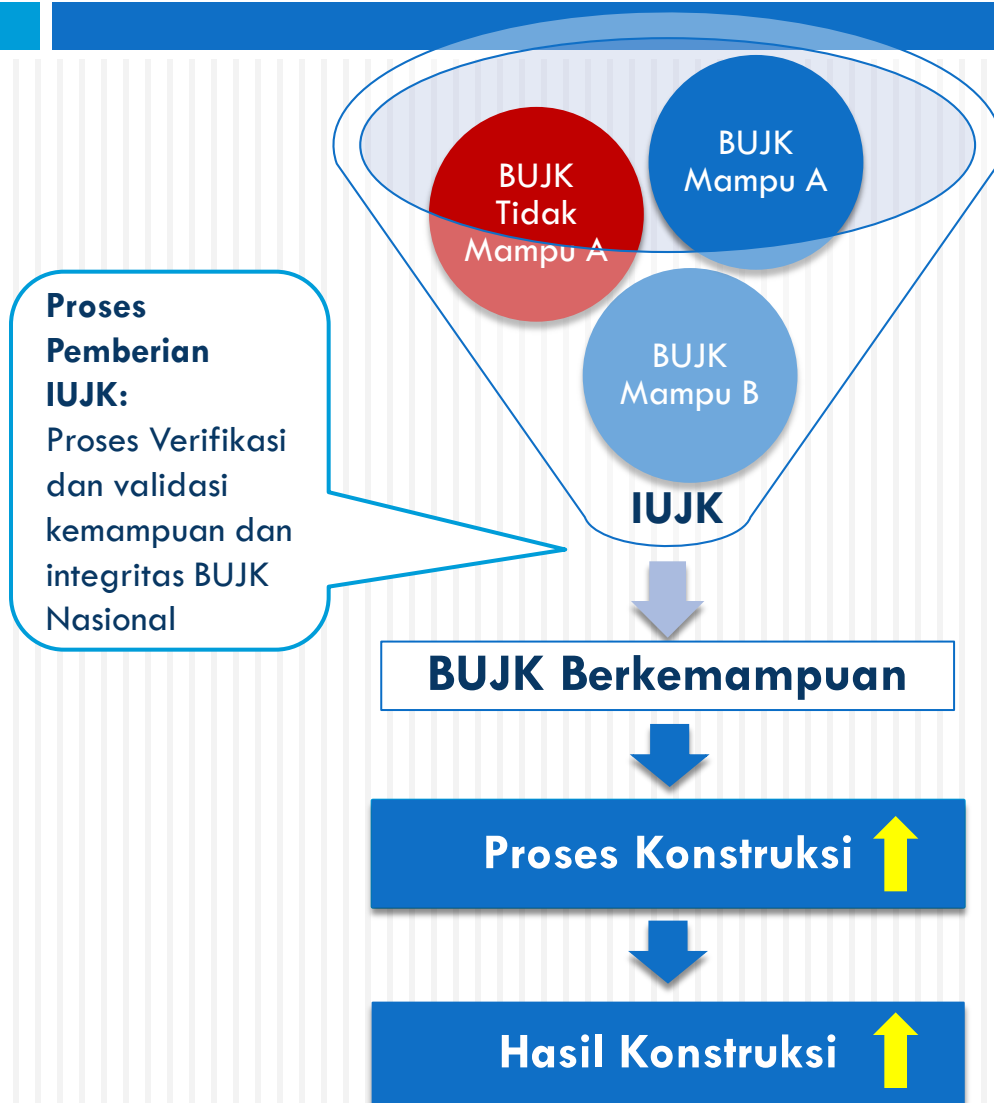 BUJK
Tidak
Mampu A
BUJK
Mampu A
BUJK
Mampu B
IUJK
Proses
Pemberian
IUJK:
Proses Verifikasi
dan validasi
kemampuan dan
integritas BUJK
Nasional
BUJK Berkemampuan
Proses Konstruksi
Hasil Konstruksi